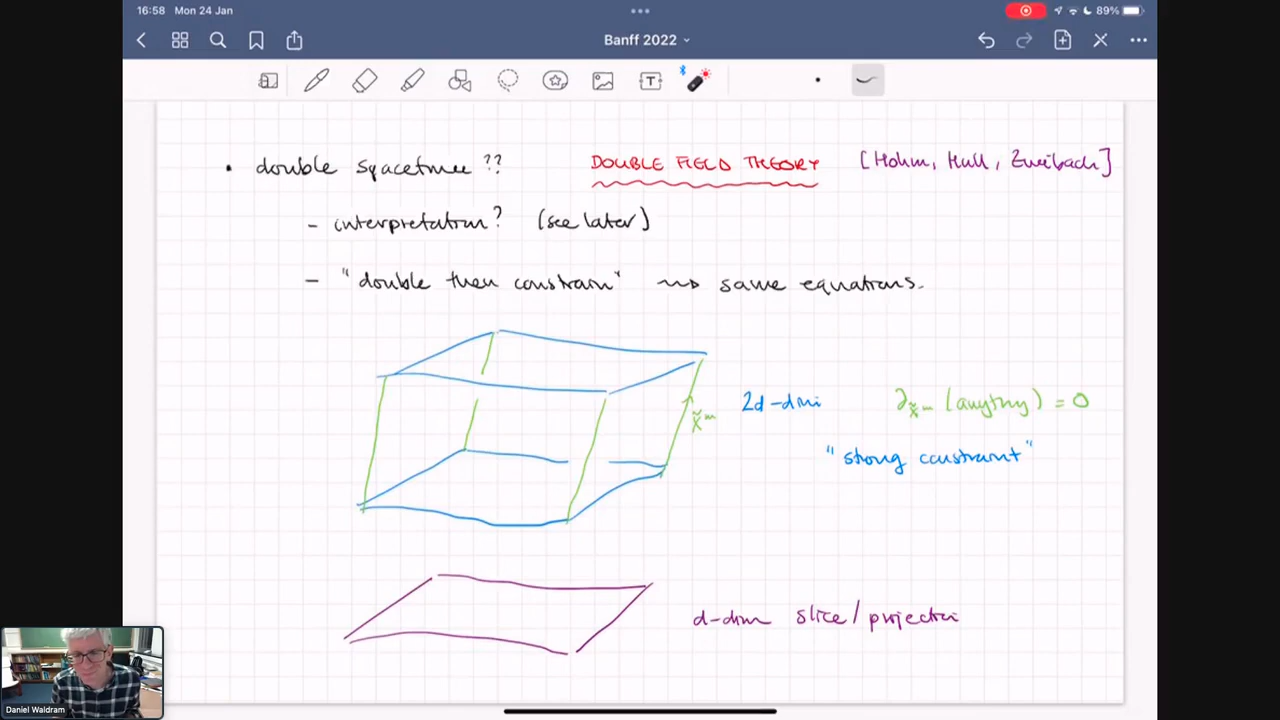 16:58 Mon 24 Jan
89%
Banff 2022
• double spacetime ?? DOUBLE FIELD THEORY [Hohm, Hull, Zwiebach]
- interpretation? (see later)
- "double then constrain" ⇝ same equations.
x̃ᵐ 2d-dim ∂x̃ᵐ (anything) = 0
"strong constraint"
d-dim slice/projection
Daniel Waldram